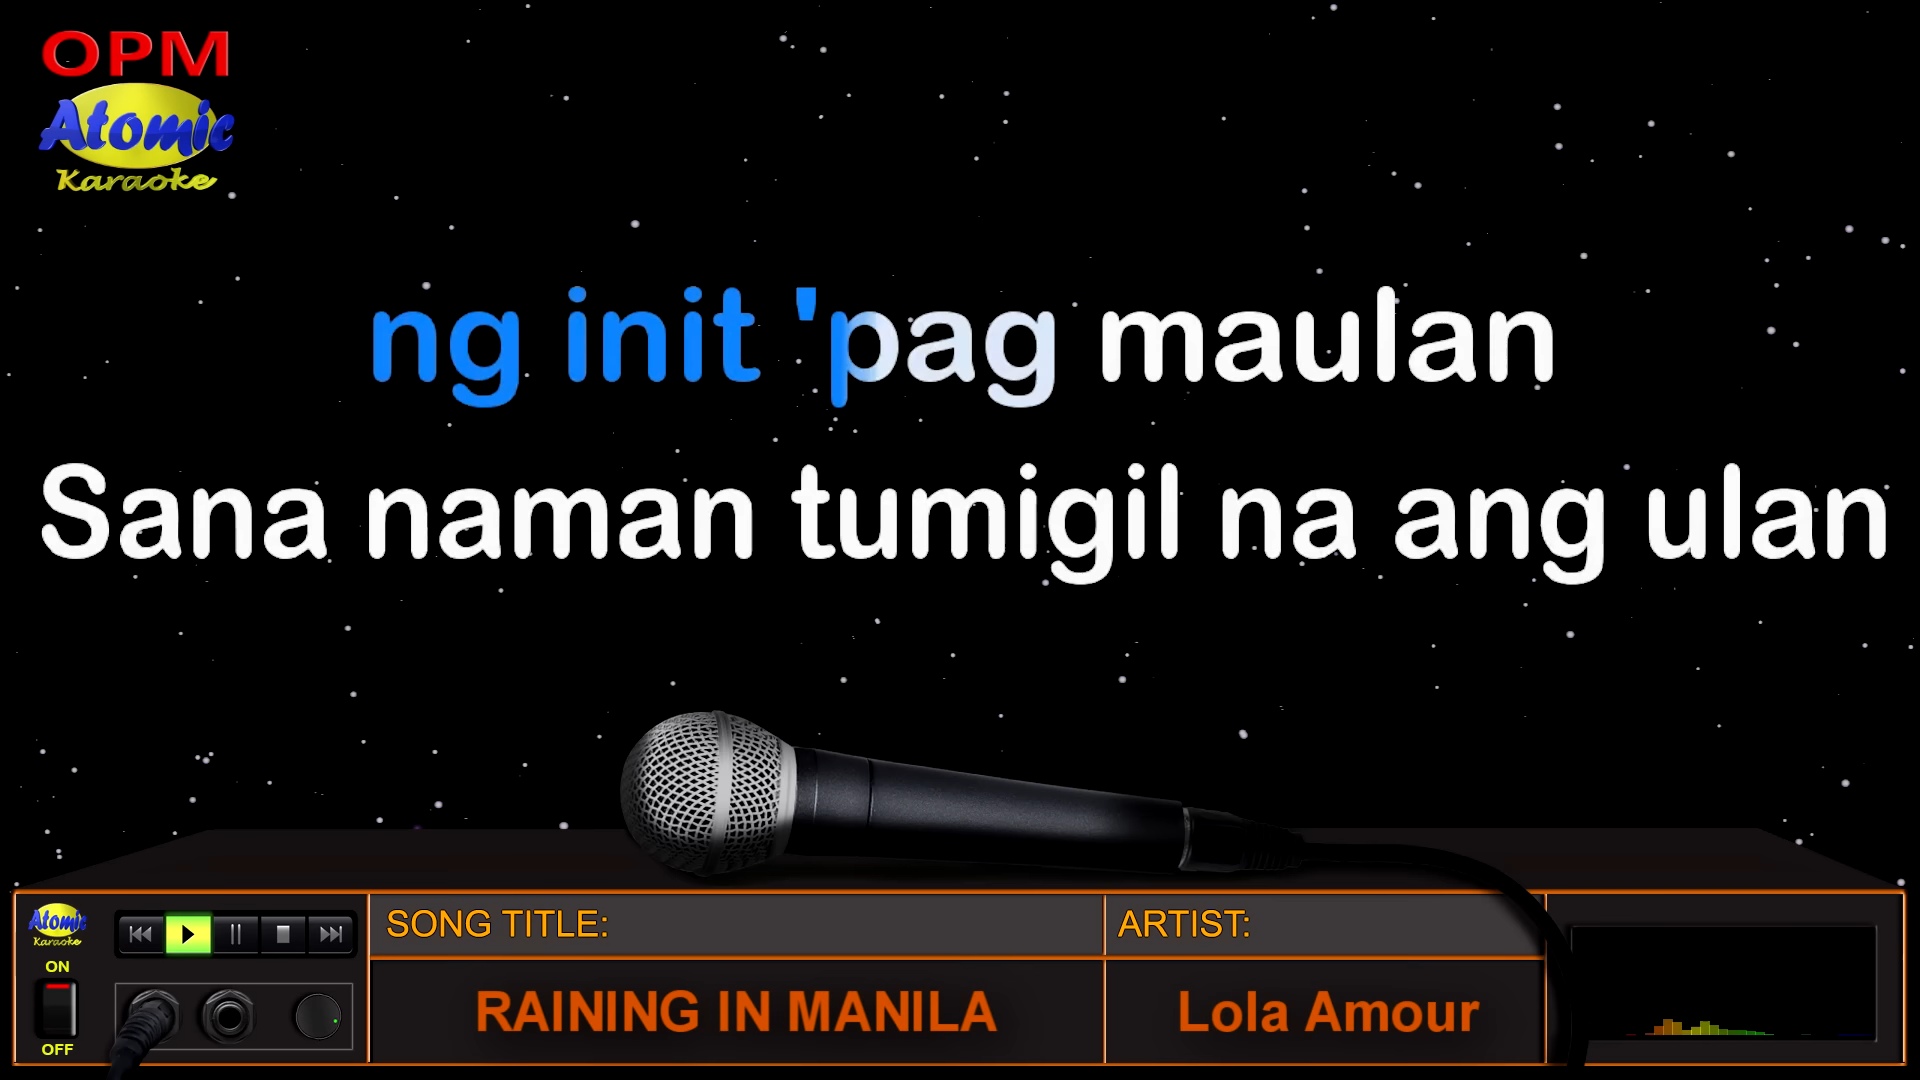 OPM
Atomic
Karaoke
ng init 'pag maulan
Sana naman tumigil na ang ulan
Atomic
Karaoke
ON
OFF
SONG TITLE:
RAINING IN MANILA
ARTIST:
Lola Amour